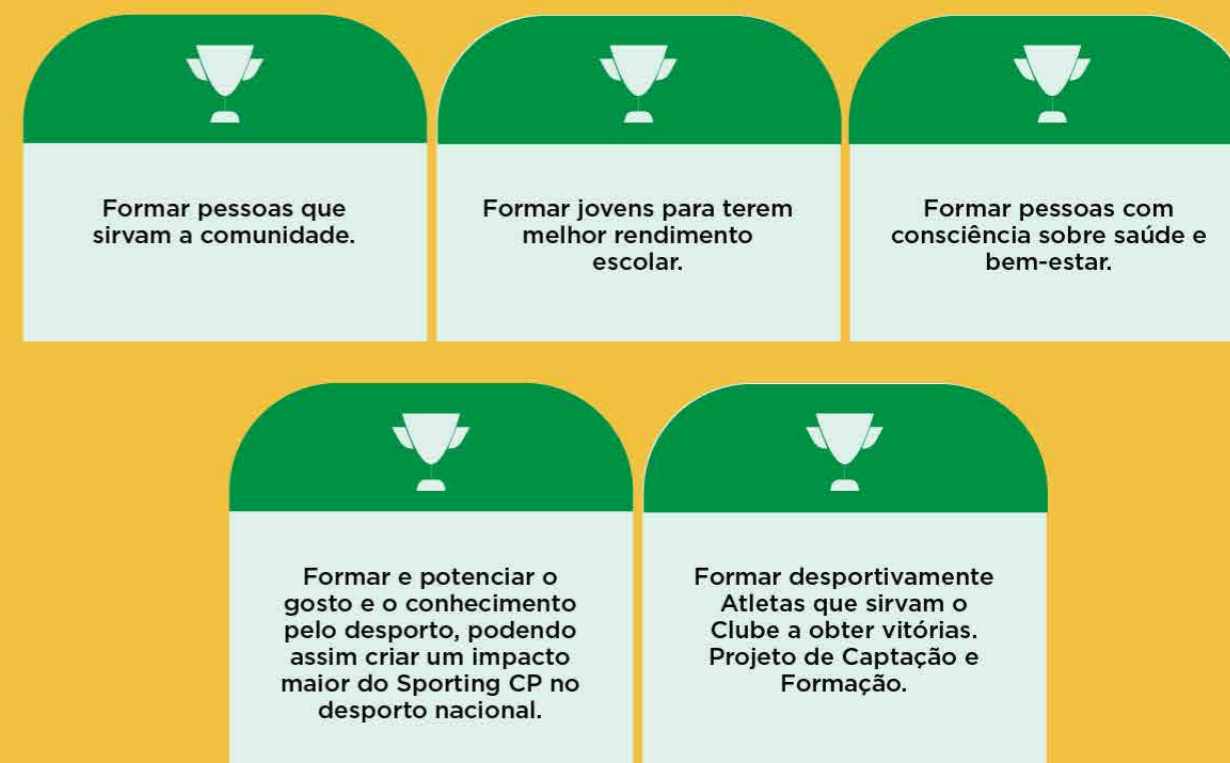 Formar pessoas que
sirvam a comunidade.
Formar jovens para terem
melhor rendimento
escolar.
Formar pessoas com
consciência sobre saúde e
bem-estar.
Formar e potenciar o
gosto e o conhecimento
pelo desporto, podendo
assim criar um impacto
maior do Sporting CP no
desporto nacional.
Formar desportivamente
Atletas que sirvam o
Clube a obter vitórias.
Projeto de Captação e
Formação.